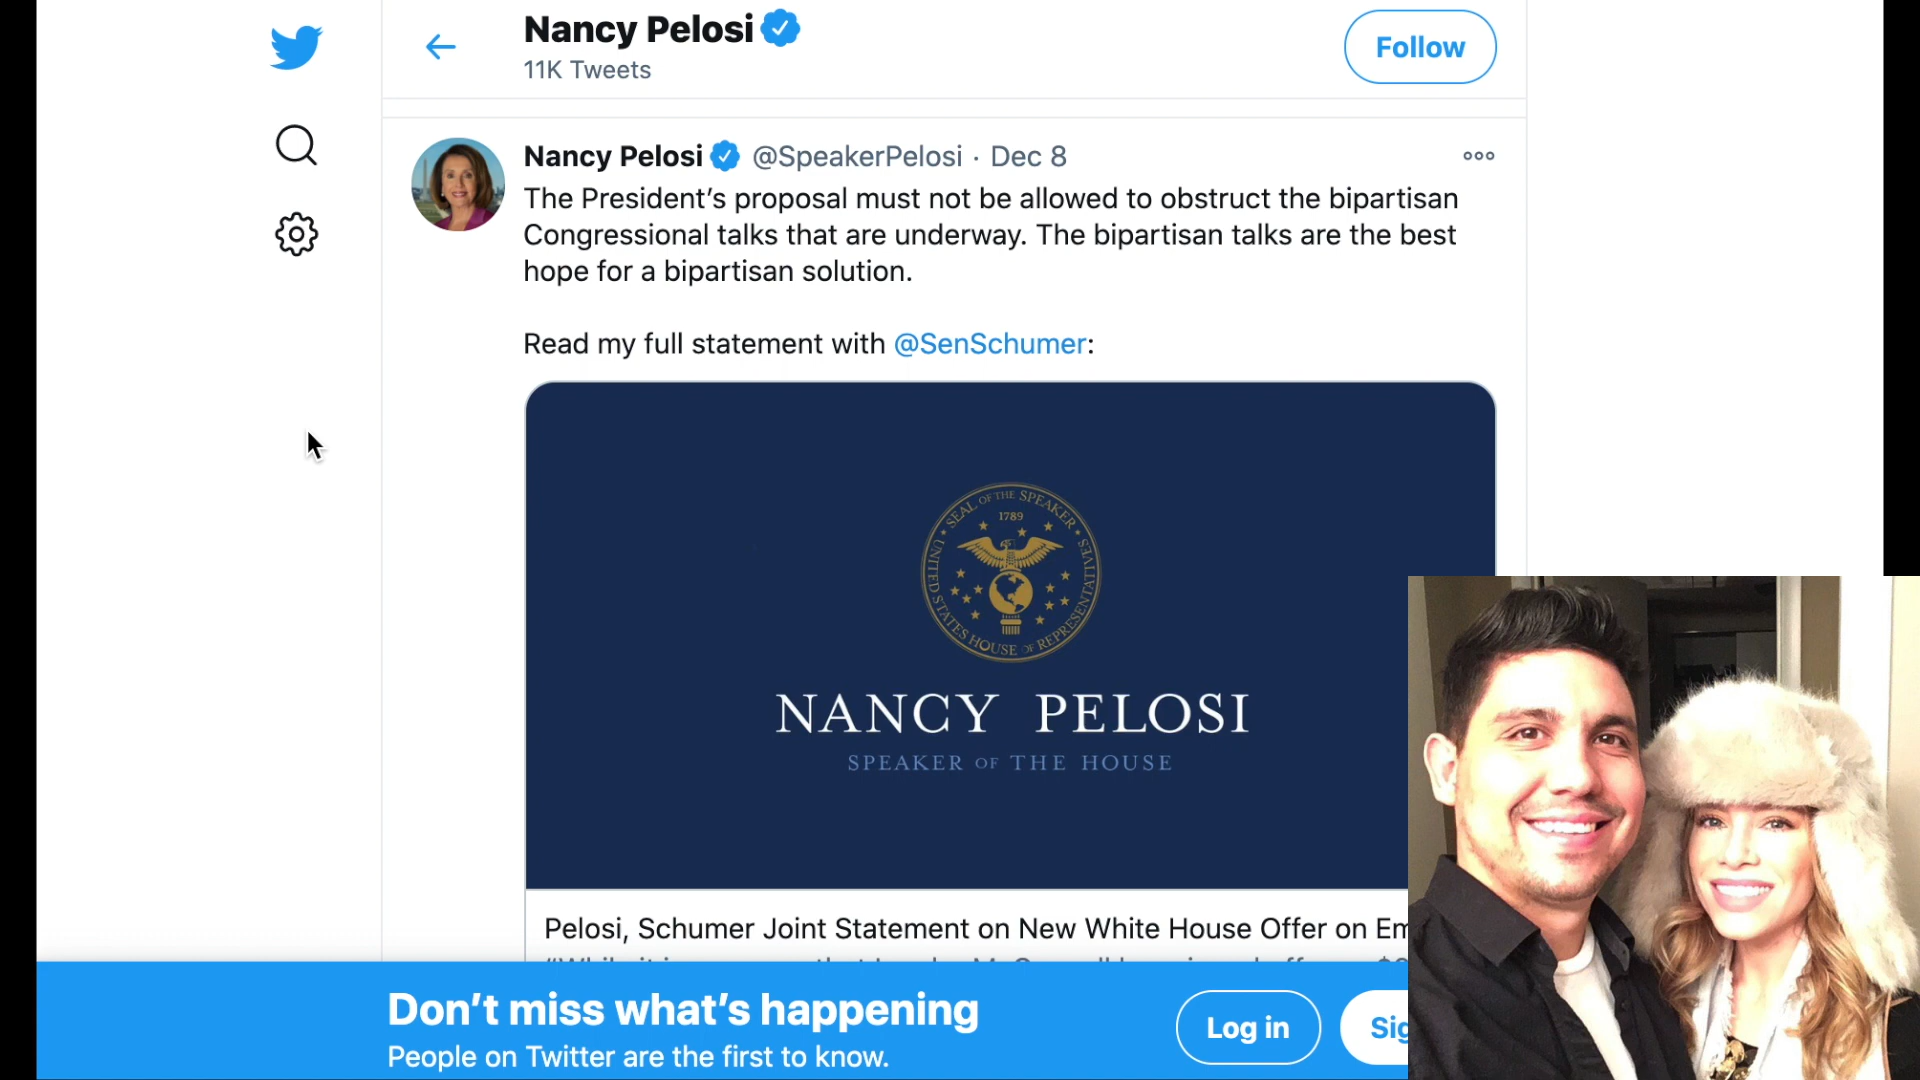 Nancy Pelosi
11K Tweets
Follow
Nancy Pelosi @SpeakerPelosi · Dec 8
The President's proposal must not be allowed to obstruct the bipartisan
Congressional talks that are underway. The bipartisan talks are the best
hope for a bipartisan solution.
Read my full statement with @SenSchumer:
SEAL OF THE SPEAKER
1789
UNITED STATES HOUSE OF REPRESENTATIVES
NANCY PELOSI
SPEAKER OF THE HOUSE
Pelosi, Schumer Joint Statement on New White House Offer on Em
Don't miss what's happening
People on Twitter are the first to know.
Log in
Sig